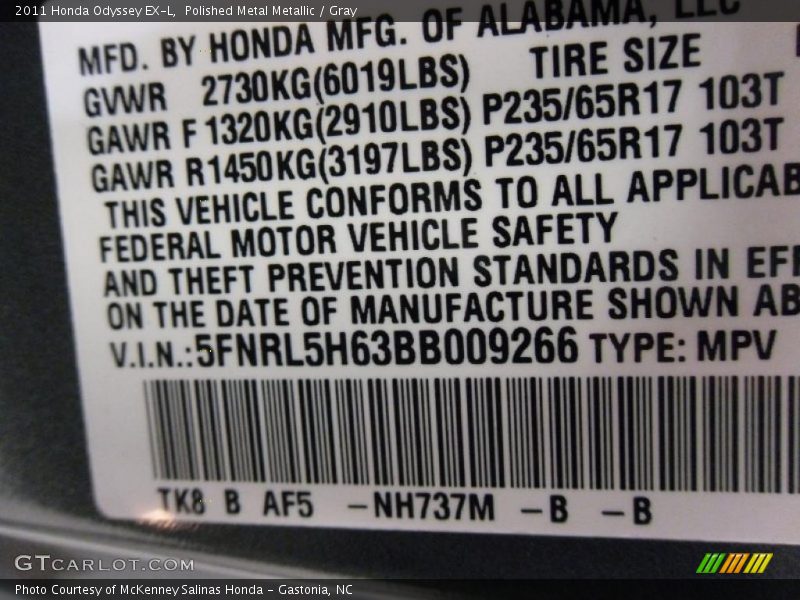 2011 Honda Odyssey EX-L, Polished Metal Metallic / Gray
MFD. BY HONDA MFG. OF ALABAMA, LLC
GVWR 2730KG(6019LBS) TIRE SIZE
GAWR F 1320KG(2910LBS) P235/65R17 103T
GAWR R 1450KG(3197LBS) P235/65R17 103T
THIS VEHICLE CONFORMS TO ALL APPLICAB
FEDERAL MOTOR VEHICLE SAFETY
AND THEFT PREVENTION STANDARDS IN EFF
ON THE DATE OF MANUFACTURE SHOWN AB
V.I.N.: 5FNRL5H63BB009266 TYPE: MPV
TK8 B AF5 -NH737M -B -B
GTCARLOT.COM
Photo Courtesy of McKenney Salinas Honda - Gastonia, NC